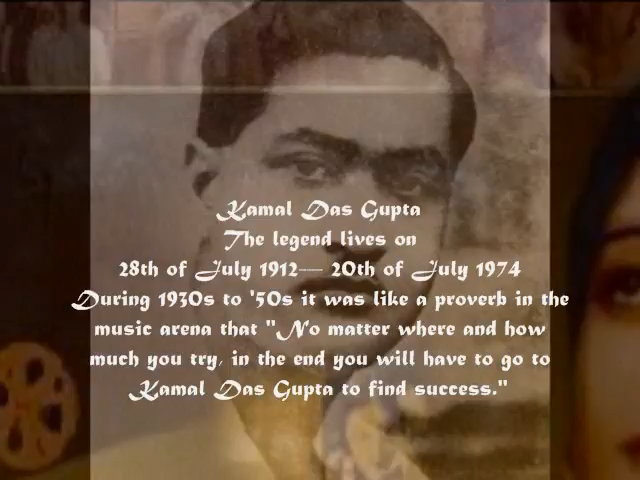 Kamal Das Gupta
The legend lives on
28th of July 1912---- 20th of July 1974
During 1930s to '50s it was like a proverb in the
music arena that "No matter where and how
much you try, in the end you will have to go to
Kamal Das Gupta to find success."